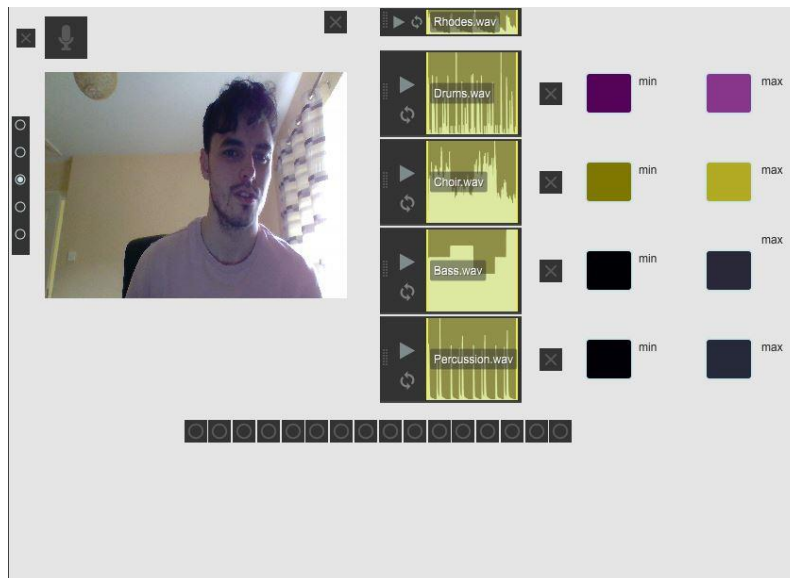 Rhodes.wav
Drums.wav
min
max
Choir.wav
min
max
Bass.wav
min
max
Percussion.wav
min
max